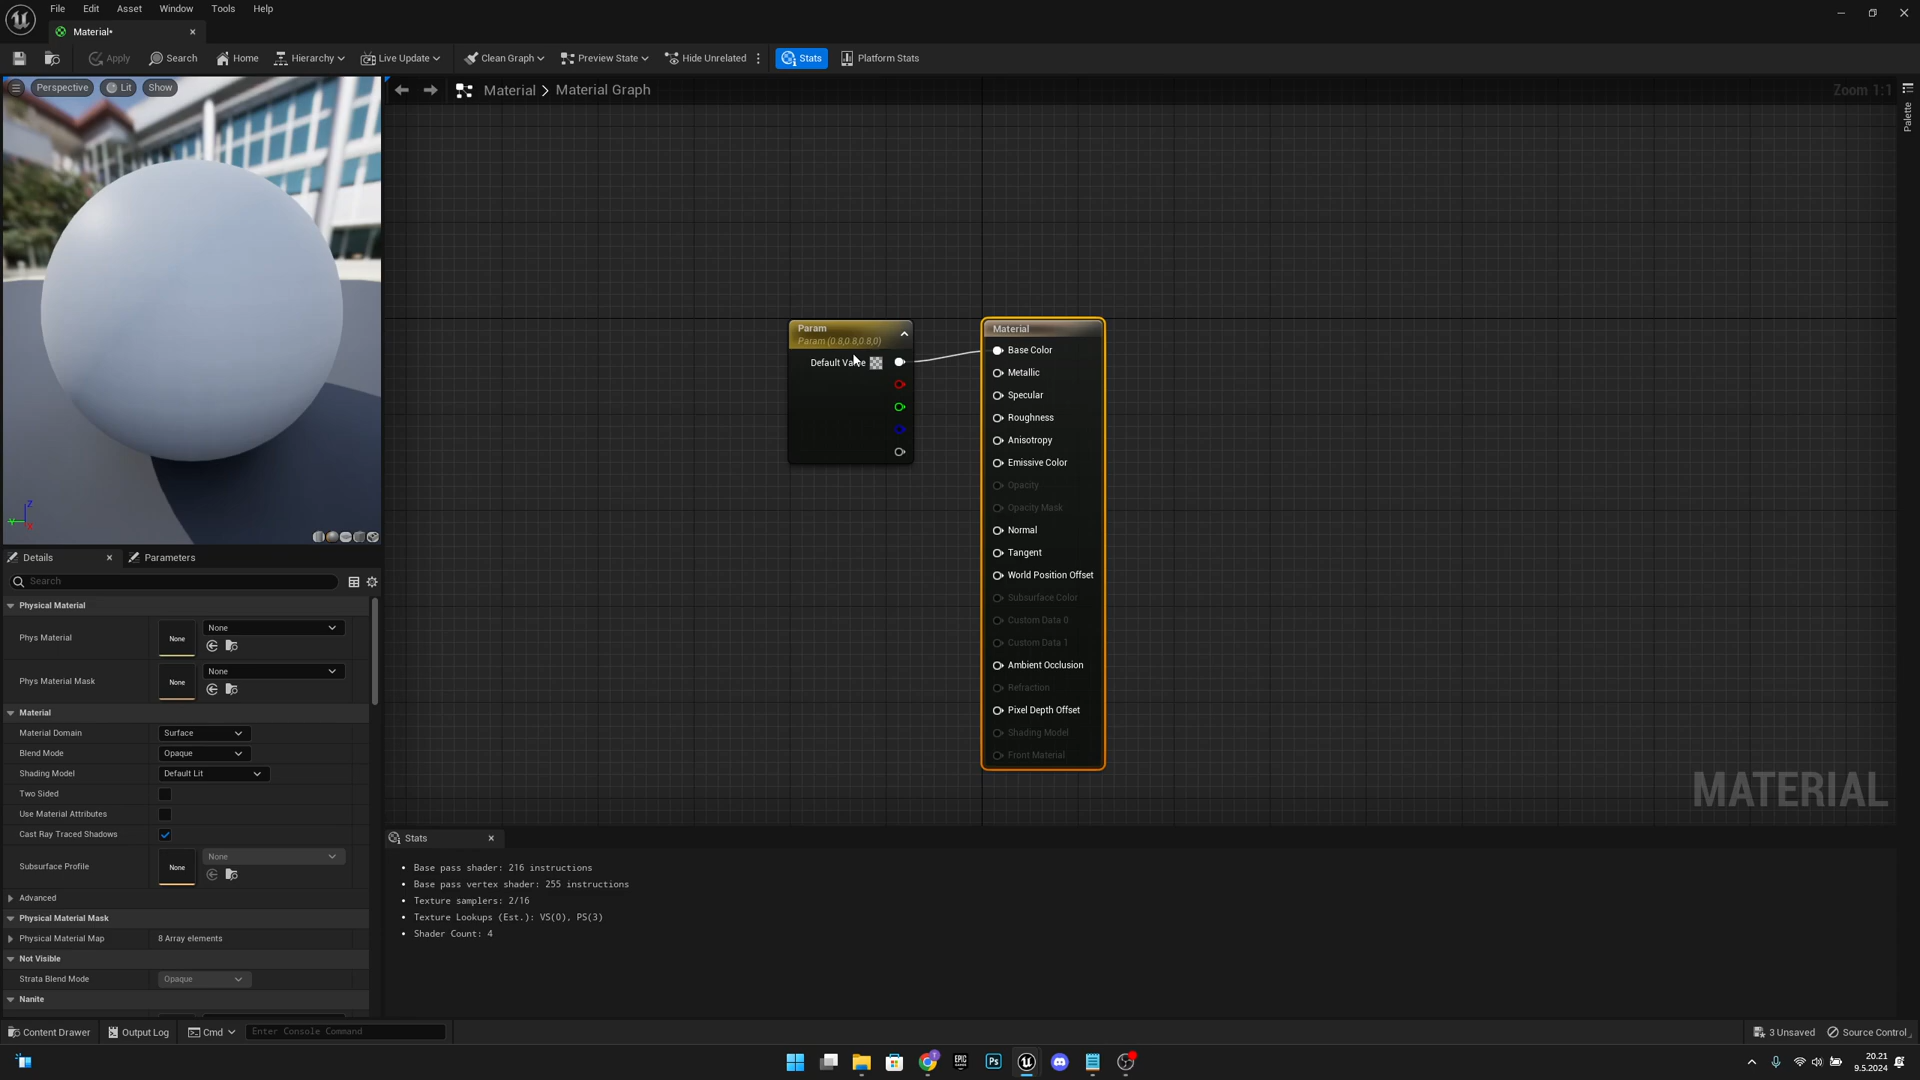 File Edit Asset Window Tools Help
Material*
Apply Search Home Hierarchy Live Update Clean Graph Preview State Hide Unrelated Stats Platform Stats
Perspective Lit Show
Material > Material Graph
Zoom 1:1
Palette
Param
Param (0.8,0.8,0.8,0)
Default Value
Material
Base Color
Metallic
Specular
Roughness
Anisotropy
Emissive Color
Opacity
Opacity Mask
Normal
Tangent
World Position Offset
Subsurface Color
Custom Data 0
Custom Data 1
Ambient Occlusion
Refraction
Pixel Depth Offset
Shading Model
Front Material
MATERIAL
Z
Y
X
Details Parameters
Search
Physical Material
Phys Material None None
Phys Material Mask None None
Material
Material Domain Surface
Blend Mode Opaque
Shading Model Default Lit
Two Sided
Use Material Attributes
Cast Ray Traced Shadows
Subsurface Profile None None
Advanced
Physical Material Mask
Physical Material Map 8 Array elements
Not Visible
Strata Blend Mode Opaque
Nanite
Stats
Base pass shader: 216 instructions
Base pass vertex shader: 255 instructions
Texture samplers: 2/16
Texture Lookups (Est.): VS(0), PS(3)
Shader Count: 4
Content Drawer Output Log Cmd Enter Console Command
3 Unsaved Source Control
EPIC GAMES
Ps
20.21
9.5.2024